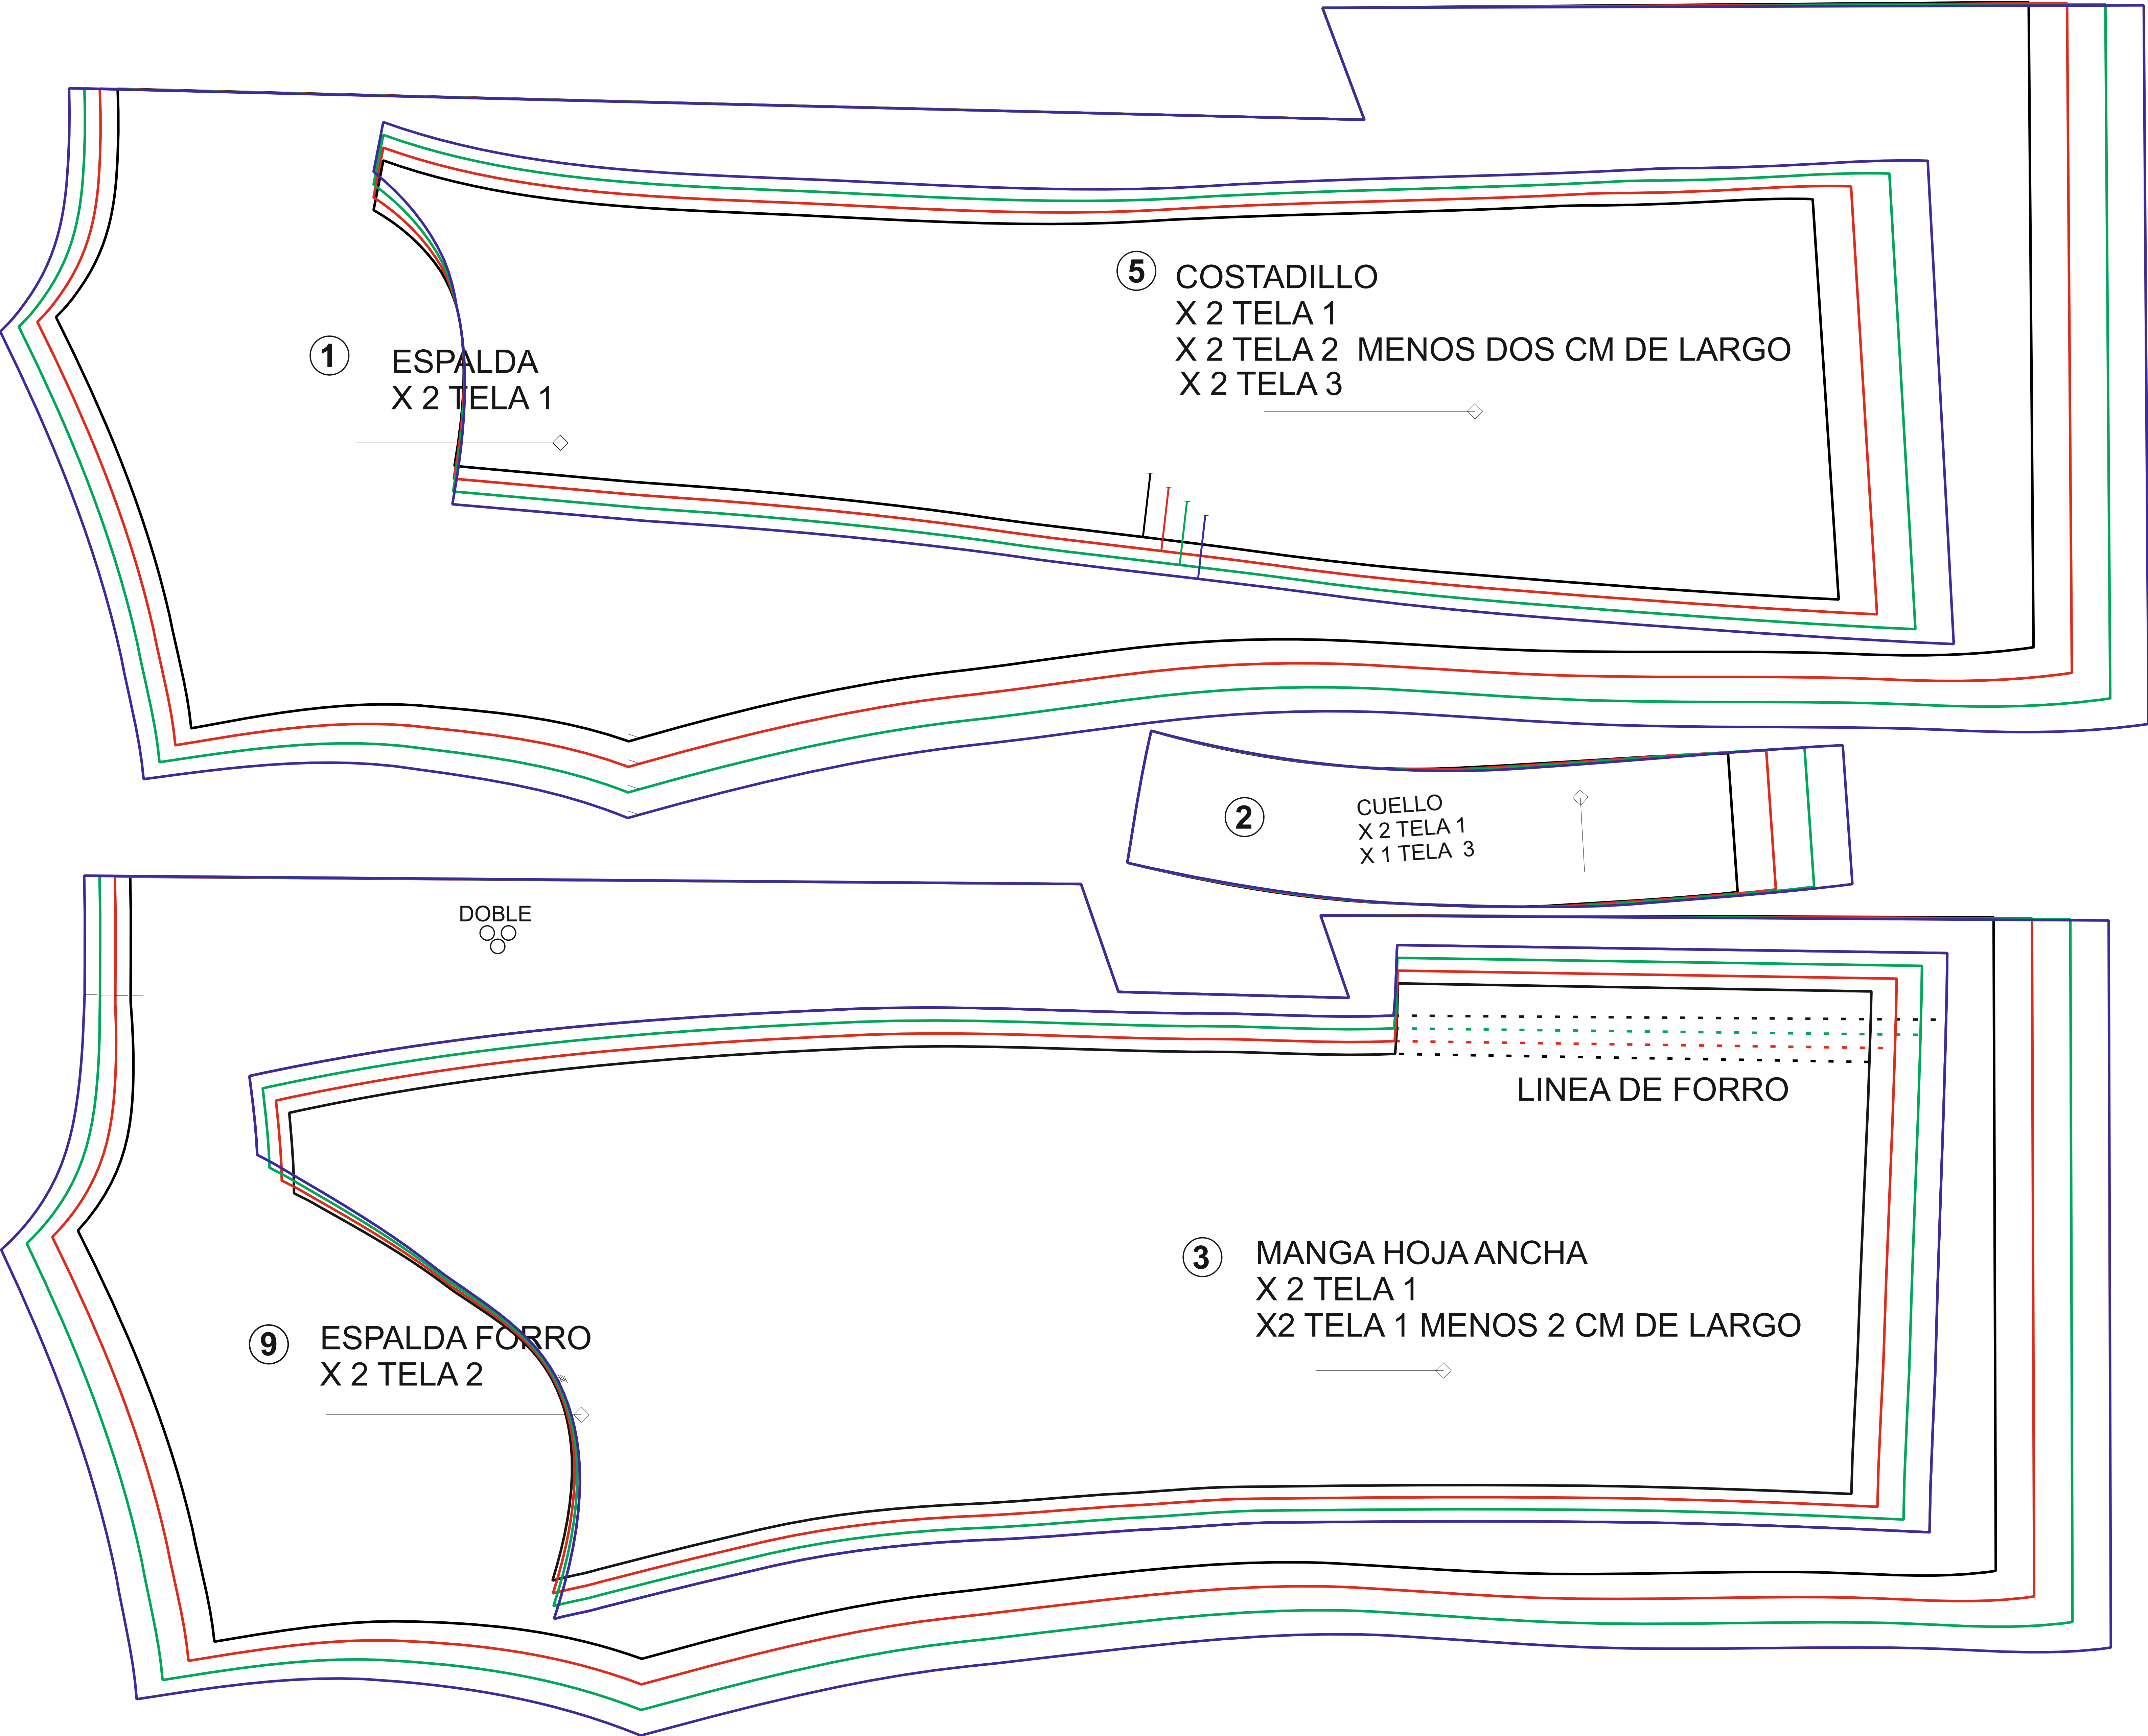 5 COSTADILLO
X 2 TELA 1
X 2 TELA 2 MENOS DOS CM DE LARGO
X 2 TELA 3
1 ESPALDA
X 2 TELA 1
2 CUELLO
X 2 TELA 1
X 1 TELA 3
DOBLE
LINEA DE FORRO
3 MANGA HOJA ANCHA
X 2 TELA 1
X2 TELA 1 MENOS 2 CM DE LARGO
9 ESPALDA FORRO
X 2 TELA 2